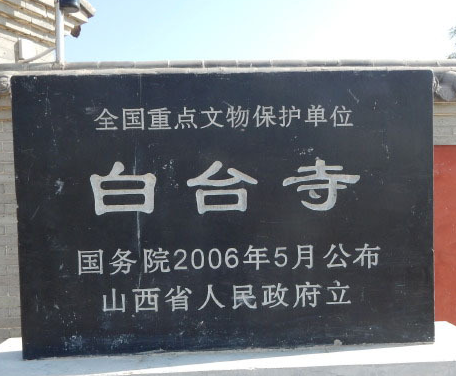 全国重点文物保护单位
白台寺
国务院2006年5月公布
山西省人民政府立